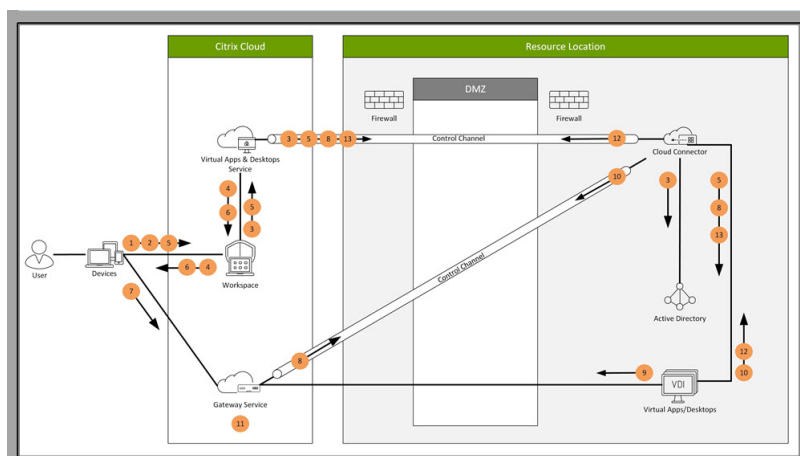 Citrix Cloud
Resource Location
DMZ
Firewall
Firewall
3 5 8 13
Control Channel
12
Virtual Apps & Desktops
Service
Cloud Connector
4
6
5
3
10
3
5
8
13
1 2 5
6 4
User
Devices
Workspace
Control Channel
7
Active Directory
8
12
10
9
VDI
Gateway Service
Virtual Apps/Desktops
11